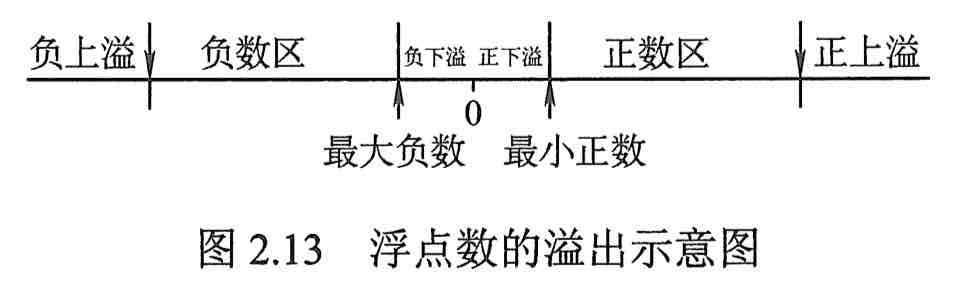 负上溢 负数区 负下溢 正下溢 正数区 正上溢
0
最大负数 最小正数
图 2.13 浮点数的溢出示意图